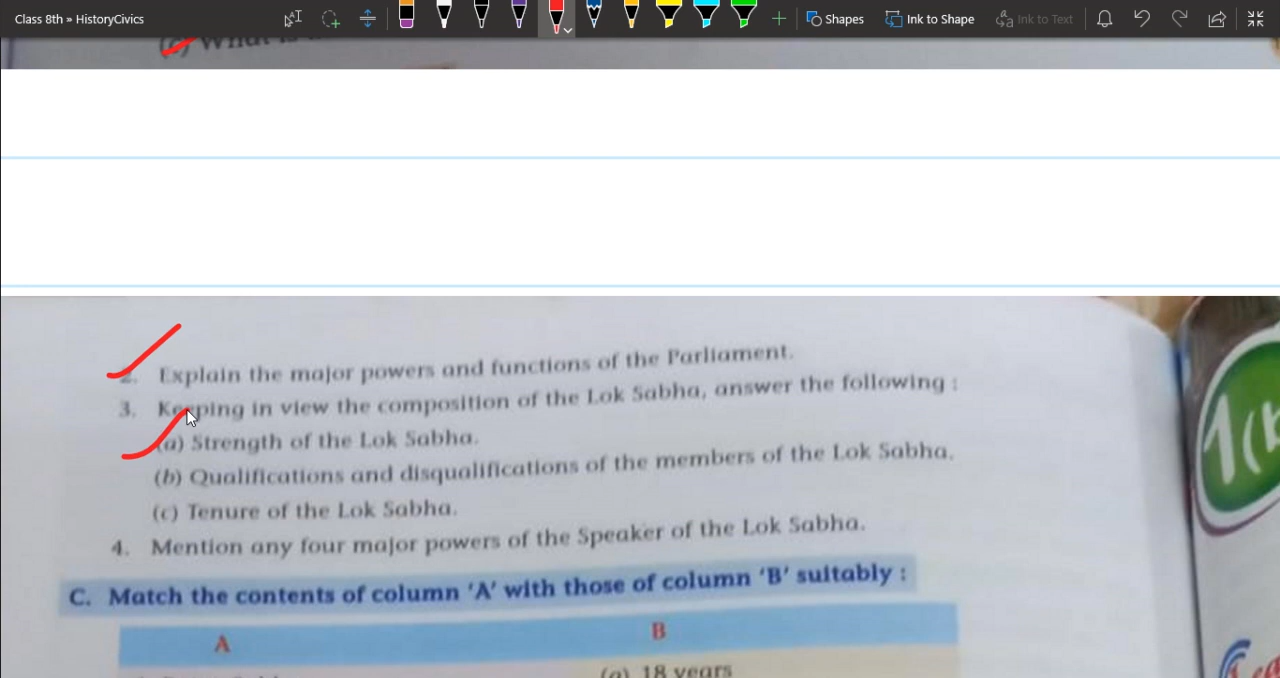 Class 8th » HistoryCivics
Shapes
Ink to Shape
Ink to Text
(c) What is
2. Explain the major powers and functions of the Parliament.
3. Keeping in view the composition of the Lok Sabha, answer the following :
(a) Strength of the Lok Sabha.
(b) Qualifications and disqualifications of the members of the Lok Sabha.
(c) Tenure of the Lok Sabha.
4. Mention any four major powers of the Speaker of the Lok Sabha.
C. Match the contents of column 'A' with those of column 'B' suitably :
A
B
(a) 18 years